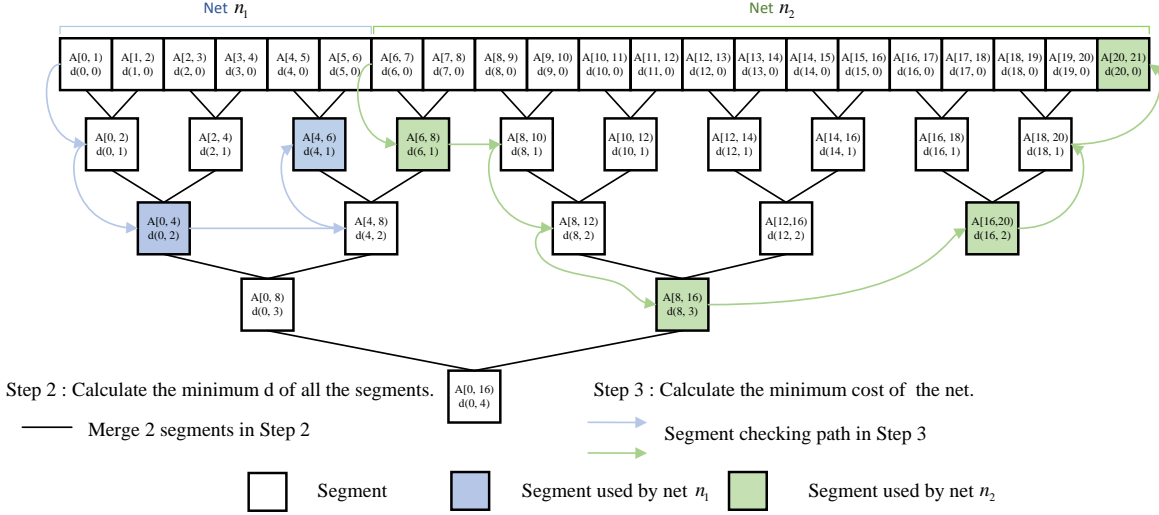 Net n₁ Net n₂
A[0, 1) A[1, 2) A[2, 3) A[3, 4) A[4, 5) A[5, 6) A[6, 7) A[7, 8) A[8, 9) A[9, 10) A[10, 11) A[11, 12) A[12, 13) A[13, 14) A[14, 15) A[15, 16) A[16, 17) A[17, 18) A[18, 19) A[19, 20) A[20, 21)
d(0, 0) d(1, 0) d(2, 0) d(3, 0) d(4, 0) d(5, 0) d(6, 0) d(7, 0) d(8, 0) d(9, 0) d(10, 0) d(11, 0) d(12, 0) d(13, 0) d(14, 0) d(15, 0) d(16, 0) d(17, 0) d(18, 0) d(19, 0) d(20, 0)
A[0, 2) A[2, 4) A[4, 6) A[6, 8) A[8, 10) A[10, 12) A[12, 14) A[14, 16) A[16, 18) A[18, 20)
d(0, 1) d(2, 1) d(4, 1) d(6, 1) d(8, 1) d(10, 1) d(12, 1) d(14, 1) d(16, 1) d(18, 1)
A[0, 4) A[4, 8) A[8, 12) A[12,16) A[16,20)
d(0, 2) d(4, 2) d(8, 2) d(12, 2) d(16, 2)
A[0, 8) A[8, 16)
d(0, 3) d(8, 3)
A[0, 16)
d(0, 4)
Step 2 : Calculate the minimum d of all the segments. Step 3 : Calculate the minimum cost of the net.
Merge 2 segments in Step 2 Segment checking path in Step 3
Segment Segment used by net n₁ Segment used by net n₂